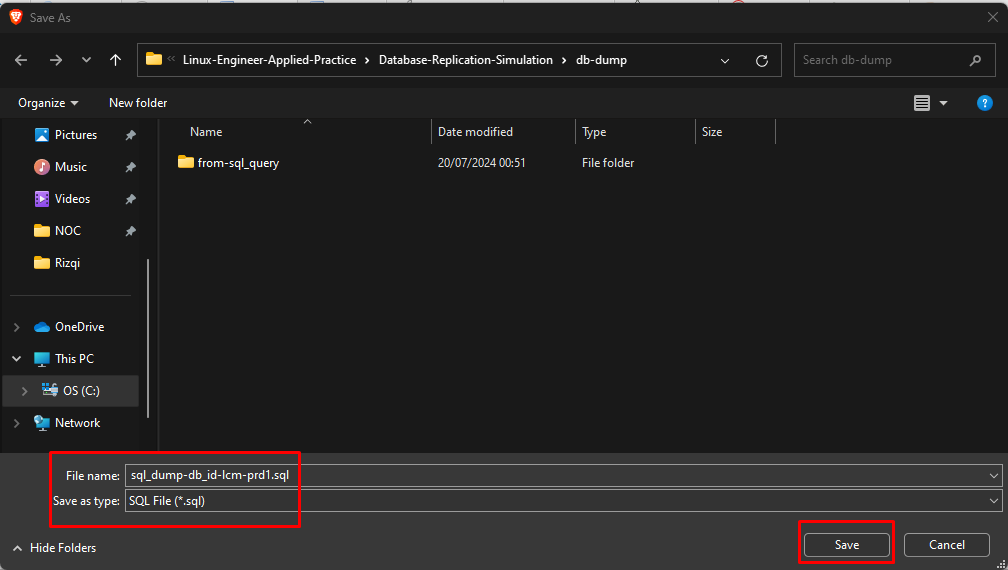 Save As
« Linux-Engineer-Applied-Practice › Database-Replication-Simulation › db-dump
Search db-dump
Organize
New folder
?
Name
Date modified
Type
Size
Pictures
Music
Videos
NOC
Rizqi
OneDrive
This PC
OS (C:)
Network
from-sql_query
20/07/2024 00:51
File folder
File name: sql_dump-db_id-lcm-prd1.sql
Save as type: SQL File (*.sql)
Hide Folders
Save
Cancel